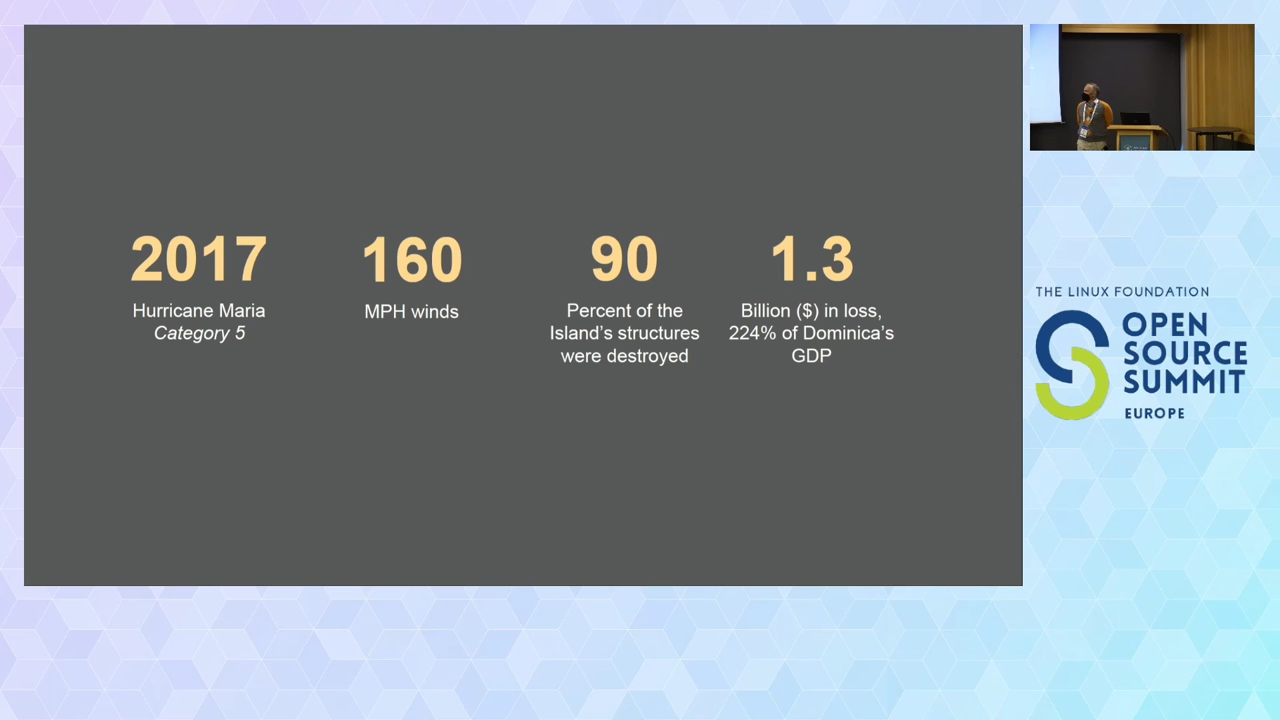 2017
Hurricane Maria
Category 5
160
MPH winds
90
Percent of the
Island's structures
were destroyed
1.3
Billion ($) in loss,
224% of Dominica's
GDP
THE LINUX FOUNDATION
OPEN
SOURCE
SUMMIT
EUROPE